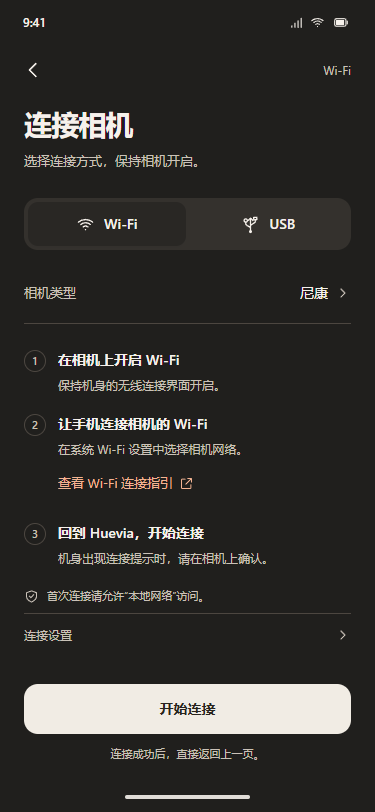 9:41
Wi-Fi
连接相机
选择连接方式，保持相机开启。
Wi-Fi
USB
相机类型
尼康
1
在相机上开启 Wi-Fi
保持机身的无线连接界面开启。
2
让手机连接相机的 Wi-Fi
在系统 Wi-Fi 设置中选择相机网络。
查看 Wi-Fi 连接指引
3
回到 Huevia，开始连接
机身出现连接提示时，请在相机上确认。
首次连接请允许“本地网络”访问。
连接设置
开始连接
连接成功后，直接返回上一页。